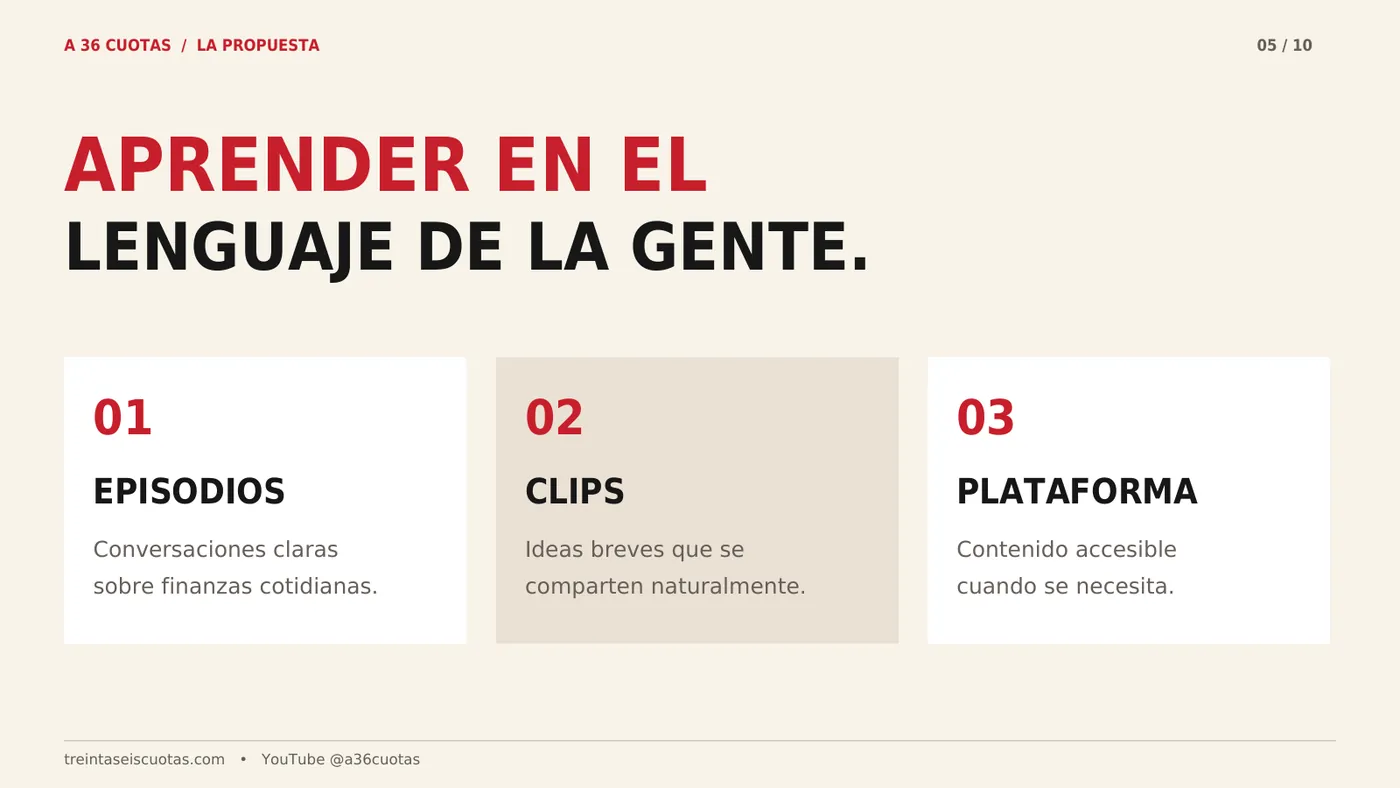 A 36 CUOTAS / LA PROPUESTA
05 / 10
APRENDER EN EL
LENGUAJE DE LA GENTE.
01
EPISODIOS
Conversaciones claras
sobre finanzas cotidianas.
02
CLIPS
Ideas breves que se
comparten naturalmente.
03
PLATAFORMA
Contenido accesible
cuando se necesita.
treintaseiscuotas.com • YouTube @a36cuotas